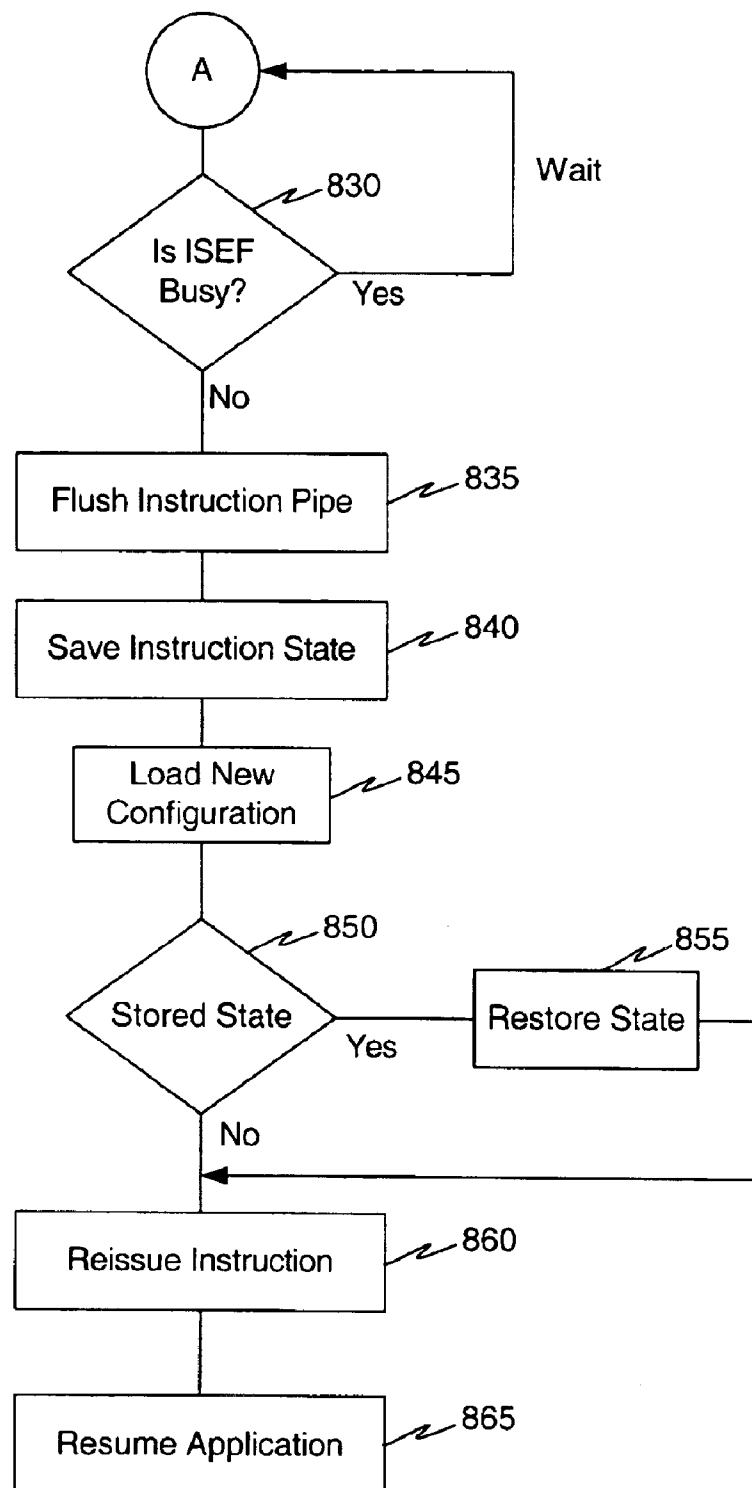 A
Wait
830
Is ISEF
Busy?
Yes
No
Flush Instruction Pipe
835
Save Instruction State
840
Load New
Configuration
845
850
855
Stored State
Restore State
Yes
No
Reissue Instruction
860
Resume Application
865